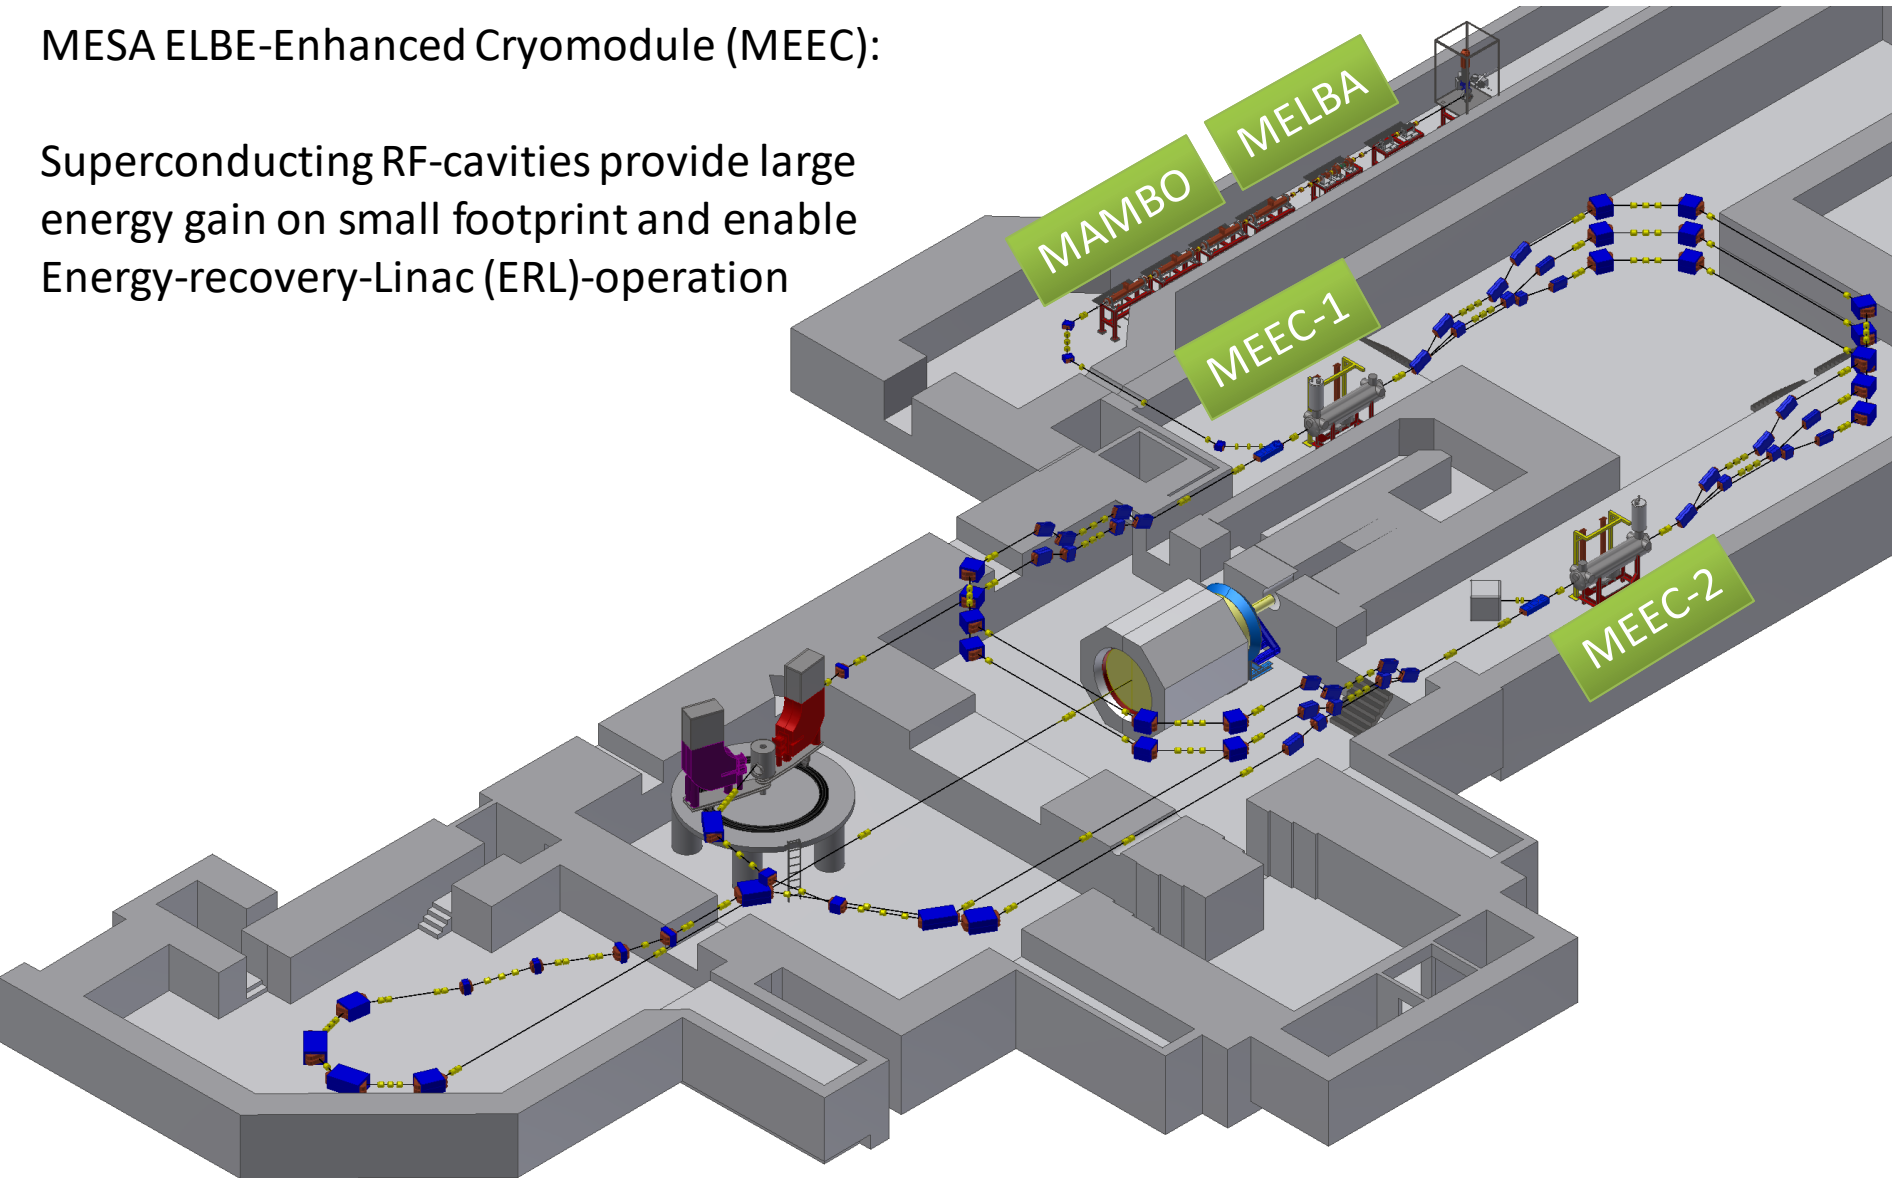 MESA ELBE-Enhanced Cryomodule (MEEC):
Superconducting RF-cavities provide large
energy gain on small footprint and enable
Energy-recovery-Linac (ERL)-operation
MELBA
MAMBO
MEEC-1
MEEC-2